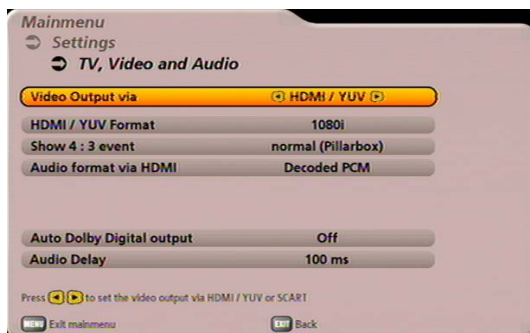 Mainmenu
Settings
TV, Video and Audio
Video Output via HDMI / YUV
HDMI / YUV Format 1080i
Show 4 : 3 event normal (Pillarbox)
Audio format via HDMI Decoded PCM
Auto Dolby Digital output Off
Audio Delay 100 ms
Press to set the video output via HDMI / YUV or SCART
MENU Exit mainmenu EXIT Back